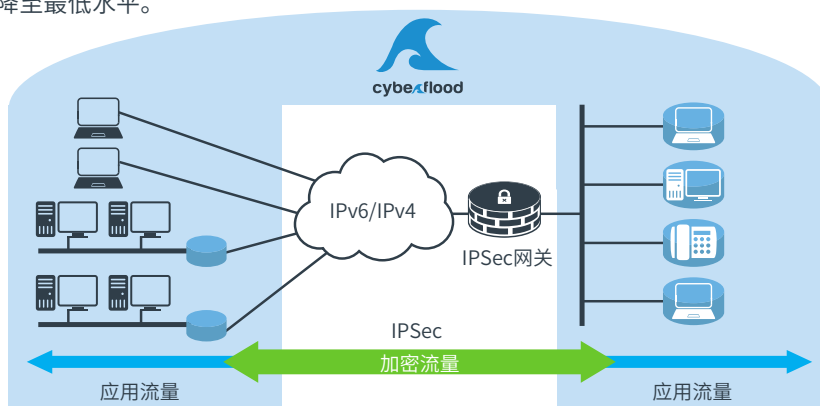 降至最低水平。
cyberflood
IPv6/IPv4
IPSec网关
IPSec
加密流量
应用流量
应用流量